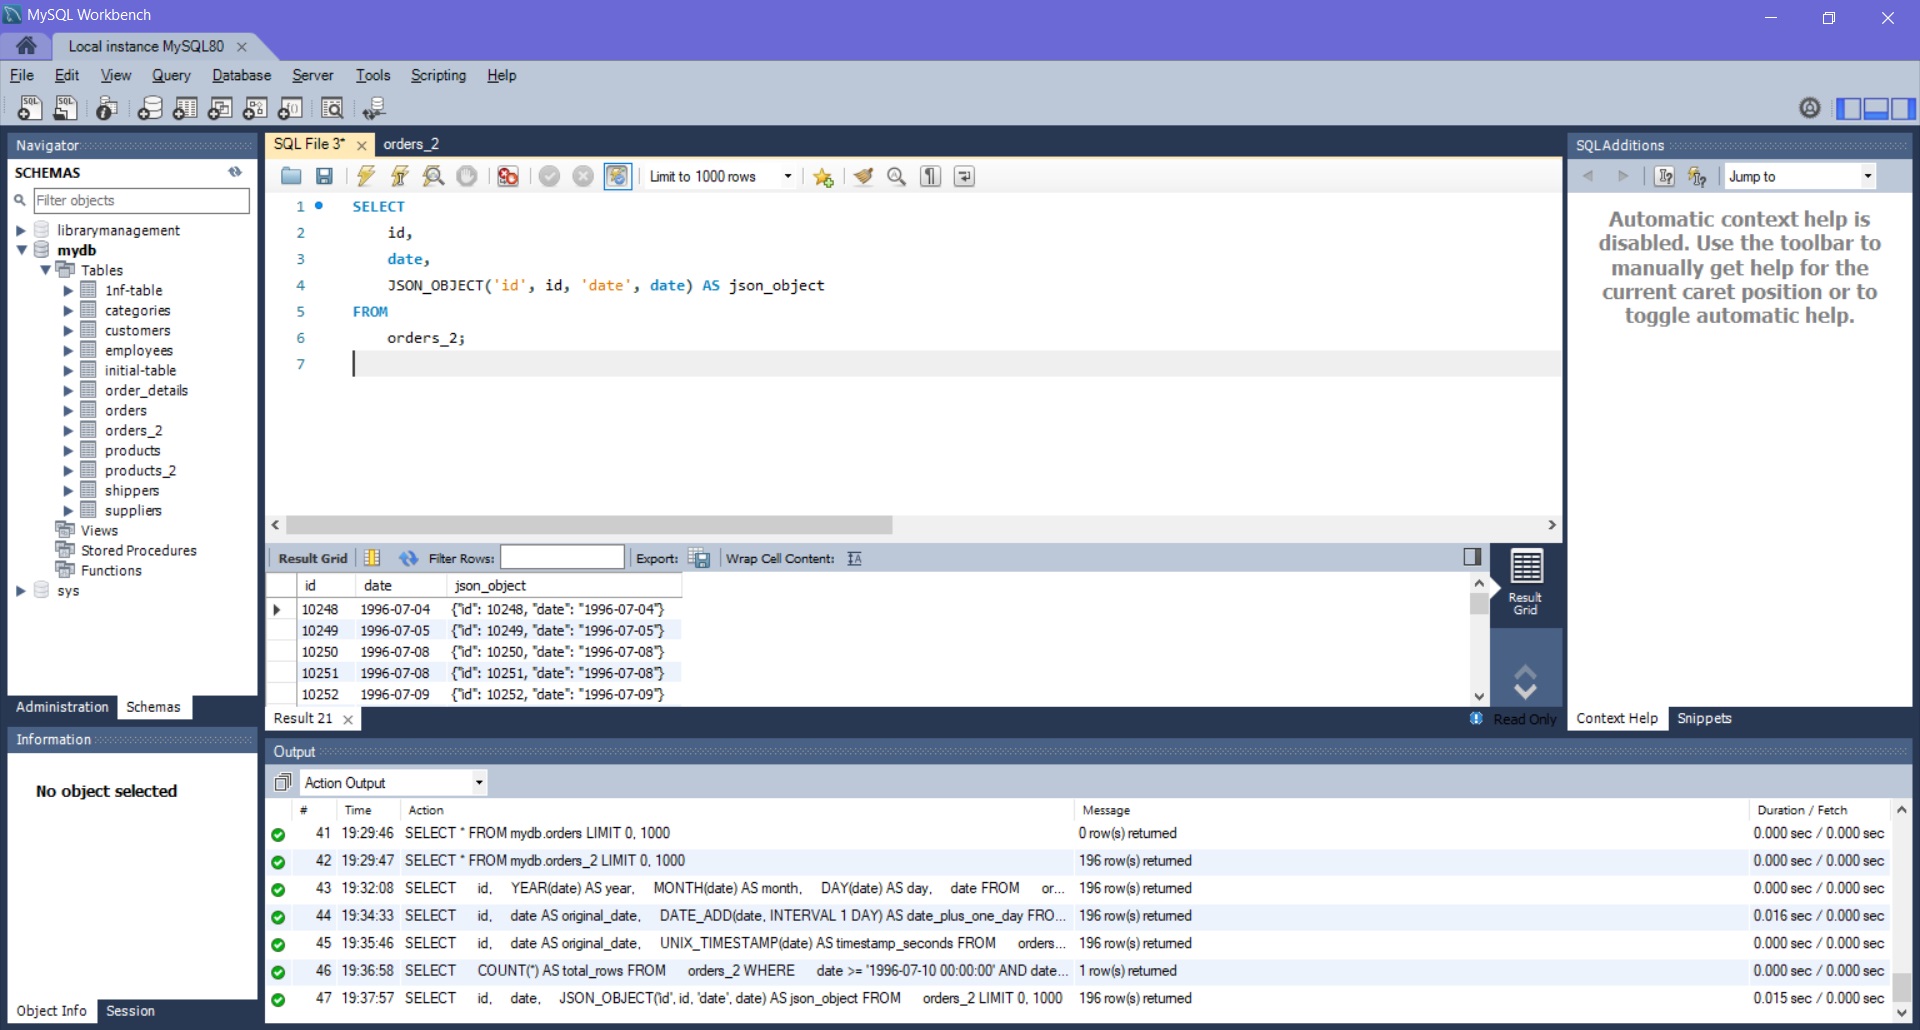 MySQL Workbench
Local instance MySQL80
File Edit View Query Database Server Tools Scripting Help
Navigator
SCHEMAS
Filter objects
librarymanagement
mydb
Tables
1nf-table
categories
customers
employees
initial-table
order_details
orders
orders_2
products
products_2
shippers
suppliers
Views
Stored Procedures
Functions
sys
Administration Schemas
Information
No object selected
Object Info Session
SQL File 3* orders_2
Limit to 1000 rows
1 SELECT
2 id,
3 date,
4 JSON_OBJECT('id', id, 'date', date) AS json_object
5 FROM
6 orders_2;
7
Result Grid Filter Rows: Export: Wrap Cell Content:
id date json_object
10248 1996-07-04 {"id": 10248, "date": "1996-07-04"}
10249 1996-07-05 {"id": 10249, "date": "1996-07-05"}
10250 1996-07-08 {"id": 10250, "date": "1996-07-08"}
10251 1996-07-08 {"id": 10251, "date": "1996-07-08"}
10252 1996-07-09 {"id": 10252, "date": "1996-07-09"}
Result
Grid
Result 21 Read Only
SQLAdditions
Jump to
Automatic context help is
disabled. Use the toolbar to
manually get help for the
current caret position or to
toggle automatic help.
Context Help Snippets
Output
Action Output
# Time Action Message Duration / Fetch
41 19:29:46 SELECT * FROM mydb.orders LIMIT 0, 1000 0 row(s) returned 0.000 sec / 0.000 sec
42 19:29:47 SELECT * FROM mydb.orders_2 LIMIT 0, 1000 196 row(s) returned 0.000 sec / 0.000 sec
43 19:32:08 SELECT id, YEAR(date) AS year, MONTH(date) AS month, DAY(date) AS day, date FROM or... 196 row(s) returned 0.000 sec / 0.000 sec
44 19:34:33 SELECT id, date AS original_date, DATE_ADD(date, INTERVAL 1 DAY) AS date_plus_one_day FRO... 196 row(s) returned 0.016 sec / 0.000 sec
45 19:35:46 SELECT id, date AS original_date, UNIX_TIMESTAMP(date) AS timestamp_seconds FROM orders... 196 row(s) returned 0.000 sec / 0.000 sec
46 19:36:58 SELECT COUNT(*) AS total_rows FROM orders_2 WHERE date >= '1996-07-10 00:00:00' AND date... 1 row(s) returned 0.000 sec / 0.000 sec
47 19:37:57 SELECT id, date, JSON_OBJECT('id', id, 'date', date) AS json_object FROM orders_2 LIMIT 0, 1000 196 row(s) returned 0.015 sec / 0.000 sec